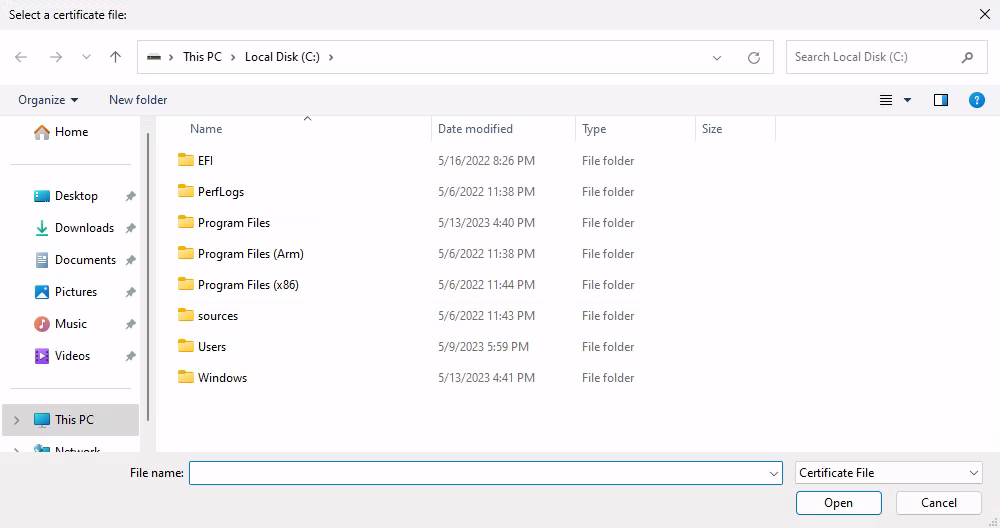 Select a certificate file:
This PC Local Disk (C:)
Search Local Disk (C:)
Organize New folder
?
Home
Desktop
Downloads
Documents
Pictures
Music
Videos
This PC
Network
Name Date modified Type Size
EFI 5/16/2022 8:26 PM File folder
PerfLogs 5/6/2022 11:38 PM File folder
Program Files 5/13/2023 4:40 PM File folder
Program Files (Arm) 5/6/2022 11:38 PM File folder
Program Files (x86) 5/6/2022 11:44 PM File folder
sources 5/6/2022 11:43 PM File folder
Users 5/9/2023 5:59 PM File folder
Windows 5/13/2023 4:41 PM File folder
File name: Certificate File
Open Cancel